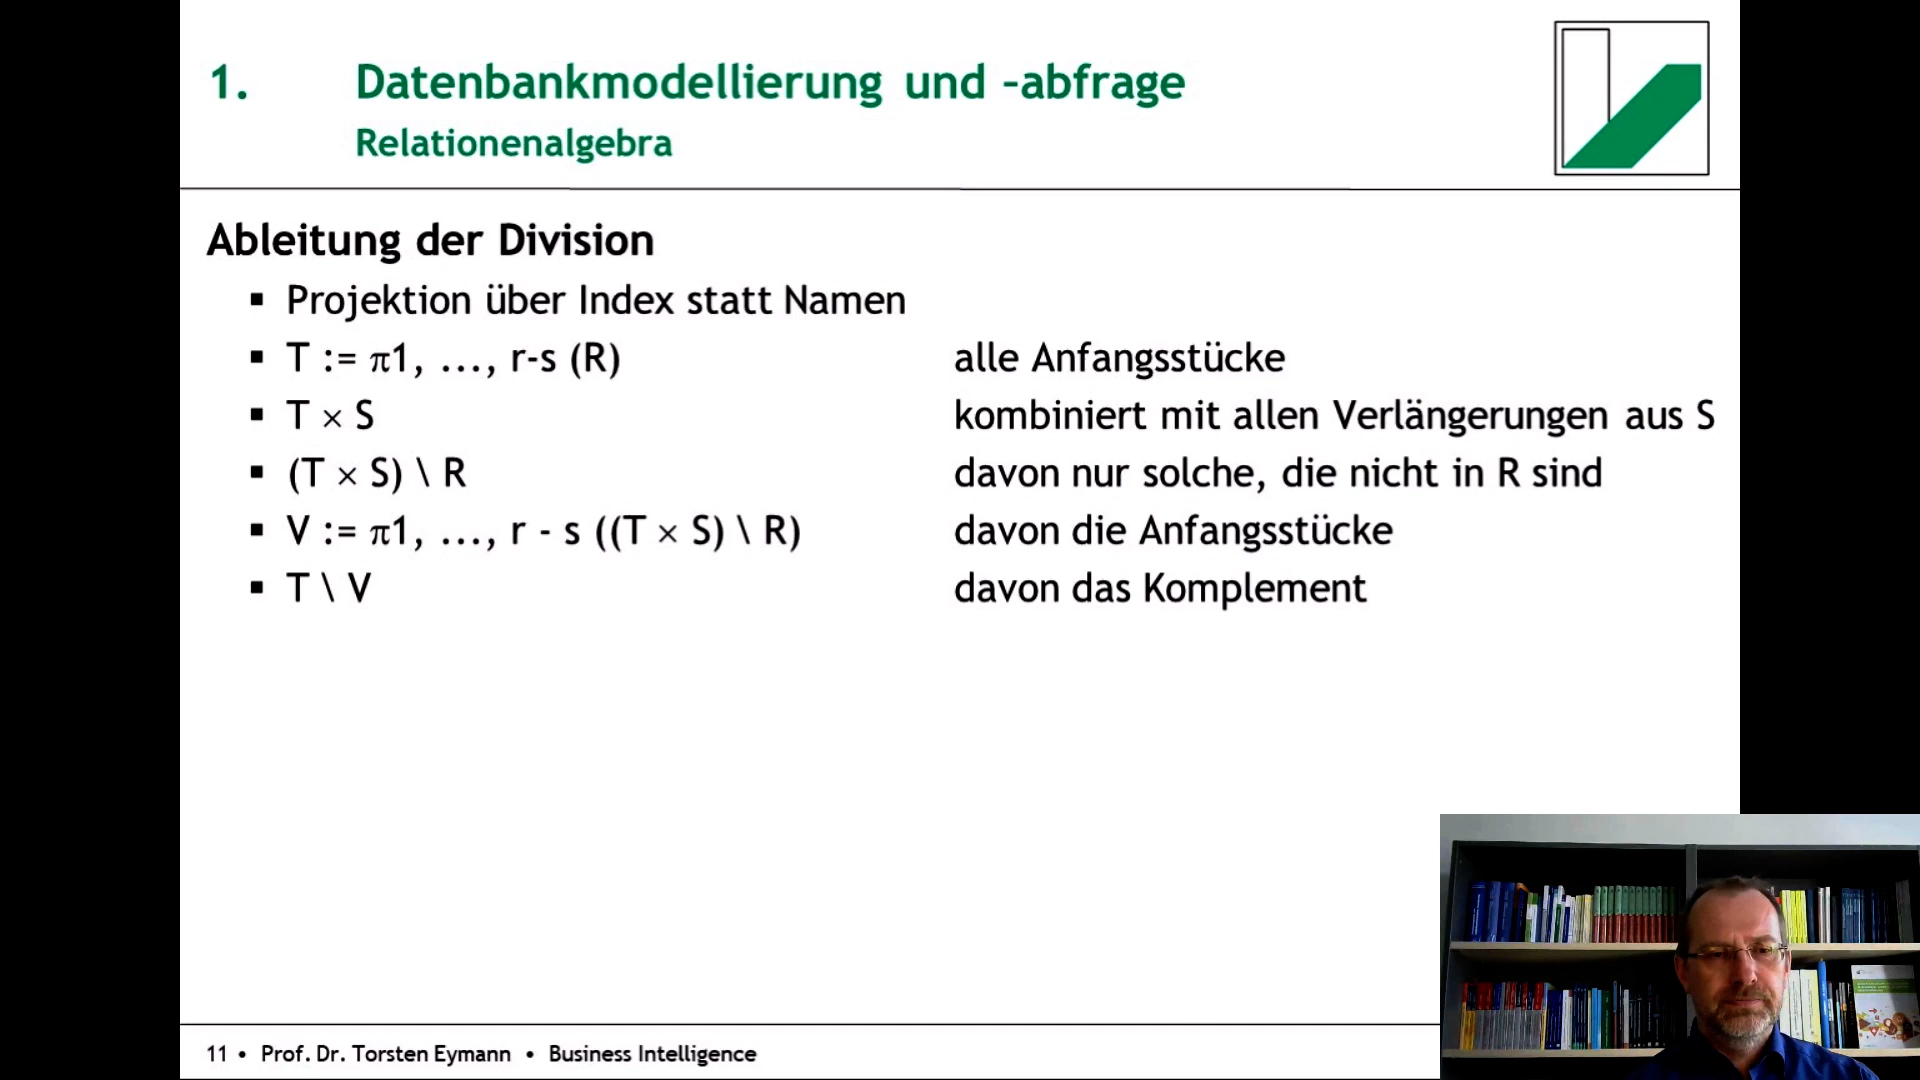 1. Datenbankmodellierung und –abfrage
Relationenalgebra
Ableitung der Division
▪ Projektion über Index statt Namen
▪ T := π1, ..., r-s (R) alle Anfangsstücke
▪ T × S kombiniert mit allen Verlängerungen aus S
▪ (T × S) \ R davon nur solche, die nicht in R sind
▪ V := π1, ..., r - s ((T × S) \ R) davon die Anfangsstücke
▪ T \ V davon das Komplement
11 • Prof. Dr. Torsten Eymann • Business Intelligence